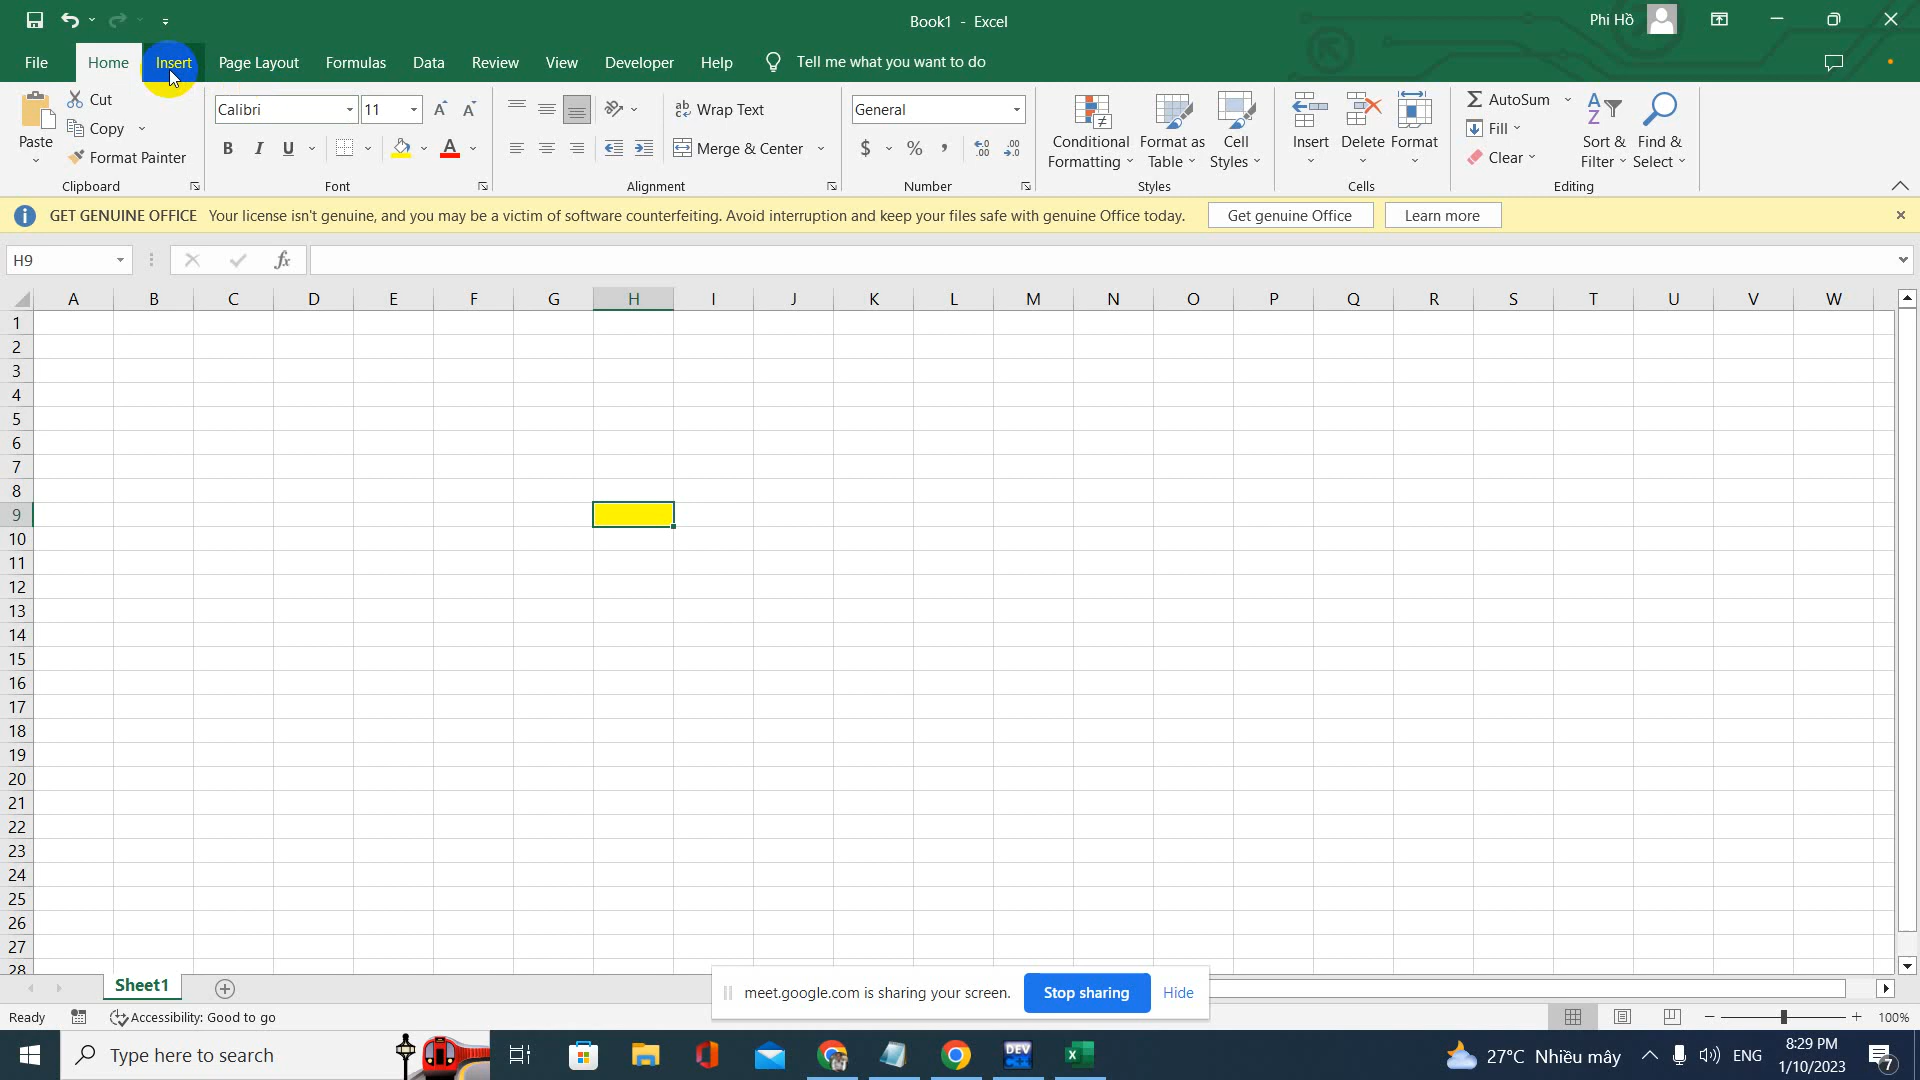 Book1 - Excel
Phi Hồ
File Home Insert Page Layout Formulas Data Review View Developer Help Tell me what you want to do
Paste
Cut
Copy
Format Painter
Clipboard
Calibri 11
B I U A
Font
Wrap Text
Merge & Center
Alignment
General
$ % ,
Number
Conditional Formatting
Format as Table
Cell Styles
Styles
Insert Delete Format
Cells
AutoSum
Fill
Clear
Sort & Filter
Find & Select
Editing
GET GENUINE OFFICE Your license isn't genuine, and you may be a victim of software counterfeiting. Avoid interruption and keep your files safe with genuine Office today. Get genuine Office Learn more
H9 fx
A B C D E F G H I J K L M N O P Q R S T U V W
1
2
3
4
5
6
7
8
9
10
11
12
13
14
15
16
17
18
19
20
21
22
23
24
25
26
27
28
Sheet1
meet.google.com is sharing your screen. Stop sharing Hide
Ready Accessibility: Good to go 100%
Type here to search
DEV
27°C Nhiều mây
ENG
8:29 PM
1/10/2023
7